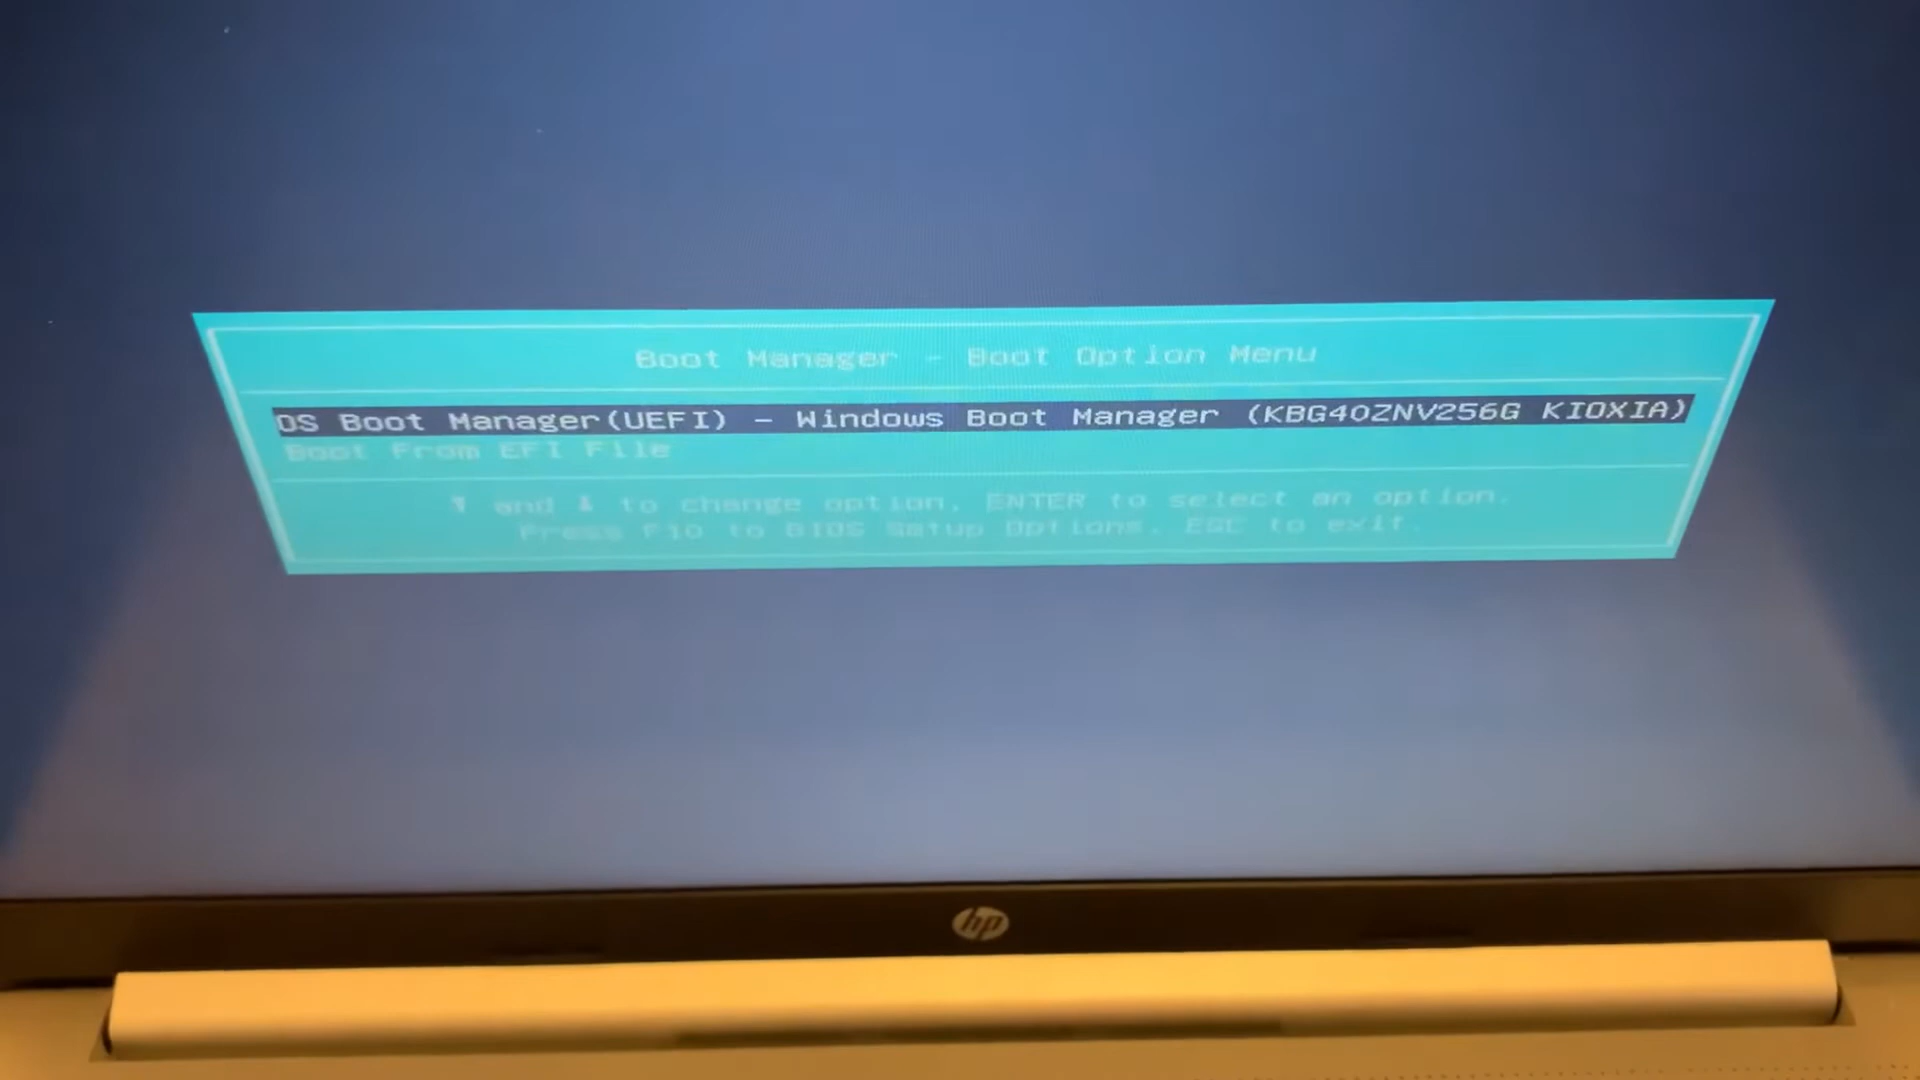 Boot Manager - Boot Option Menu
OS Boot Manager(UEFI) - Windows Boot Manager (KBG40ZNV256G KIOXIA)
Boot From EFI File
↑ and ↓ to change option, ENTER to select an option.
Press F10 to BIOS Setup Options, ESC to exit
hp